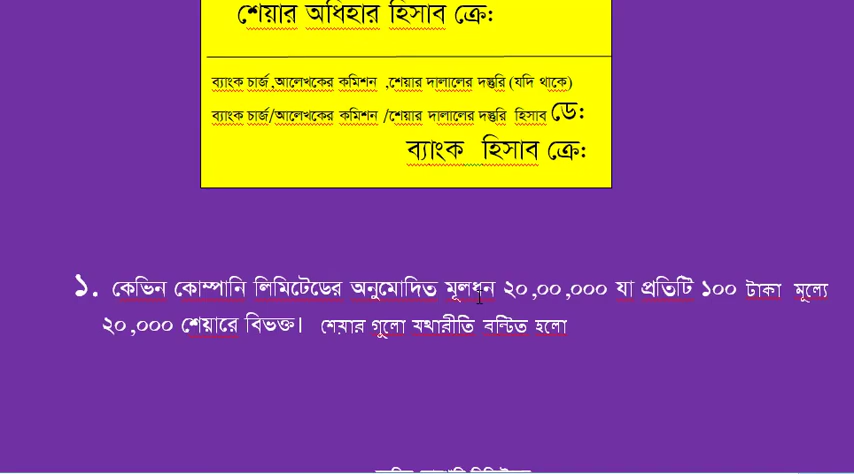 শেয়ার অধিহার হিসাব ক্রে:
ব্যাংক চার্জ ,আলেখকের কমিশন ,শেয়ার দালালের দস্তুরি (যদি থাকে)
ব্যাংক চার্জ/আলেখকের কমিশন /শেয়ার দালালের দস্তুরি হিসাব ডে:
ব্যাংক হিসাব ক্রে:
১. কেভিন কোম্পানি লিমিটেডের অনুমোদিত মূলধন ২০,০০,০০০ যা প্রতিটি ১০০ টাকা মূল্যে
২০,০০০ শেয়ারে বিভক্ত। শেয়ার গুলো যথারীতি বন্টিত হলো